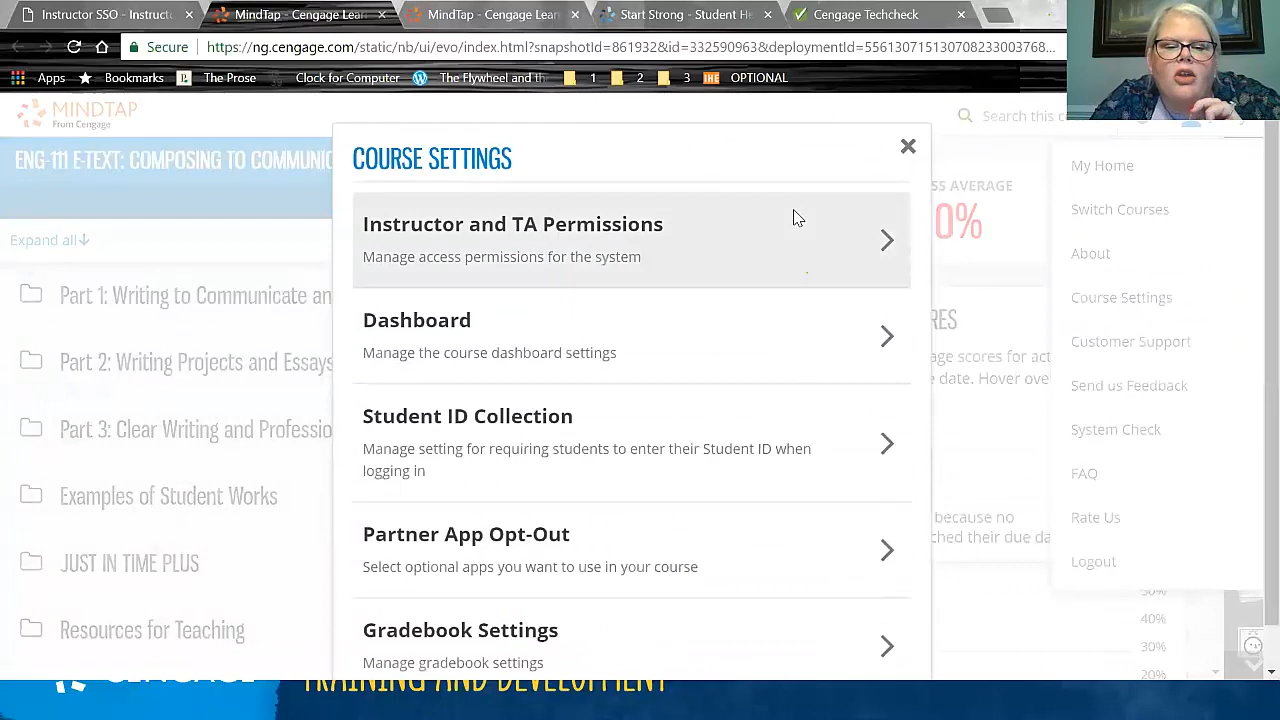 Instructor SSO - Instructo
MindTap - Cengage Lear
MindTap - Cengage Lear
Start Strong - Student He
Cengage Techcheck
Secure
https://ng.cengage.com/static/nb/ui/evo/index.html?snapshotId=861932&id=332590963&deploymentId=556130715130708233003768...
Apps
Bookmarks
The Prose
Clock for Computer
The Flywheel and th
1
2
3
IHE
OPTIONAL
MINDTAP
From Cengage
Search this c
ENG-111 E-TEXT: COMPOSING TO COMMUNIC
COURSE SETTINGS
My Home
SS AVERAGE
Instructor and TA Permissions
Manage access permissions for the system
0%
Switch Courses
Expand all
About
Part 1: Writing to Communicate an
Course Settings
Dashboard
Manage the course dashboard settings
RES
Customer Support
Part 2: Writing Projects and Essays
age scores for act
e date. Hover ove
Send us Feedback
Student ID Collection
Manage setting for requiring students to enter their Student ID when
logging in
Part 3: Clear Writing and Professio
System Check
FAQ
Examples of Student Works
Partner App Opt-Out
Select optional apps you want to use in your course
because no
ched their due da
Rate Us
JUST IN TIME PLUS
Logout
50%
40%
30%
20%
Resources for Teaching
Gradebook Settings
Manage gradebook settings
CENGAGE
TRAINING AND DEVELOPMENT